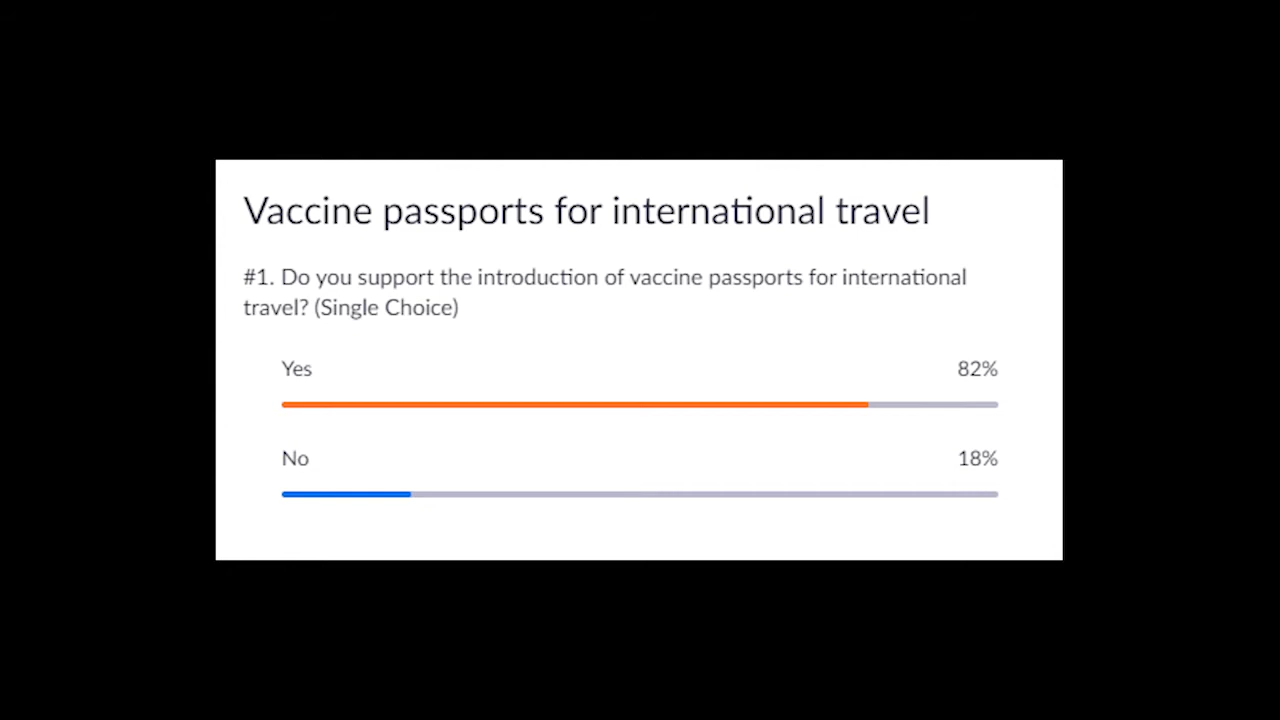 Vaccine passports for international travel
#1. Do you support the introduction of vaccine passports for international
travel? (Single Choice)
Yes 82%
No 18%